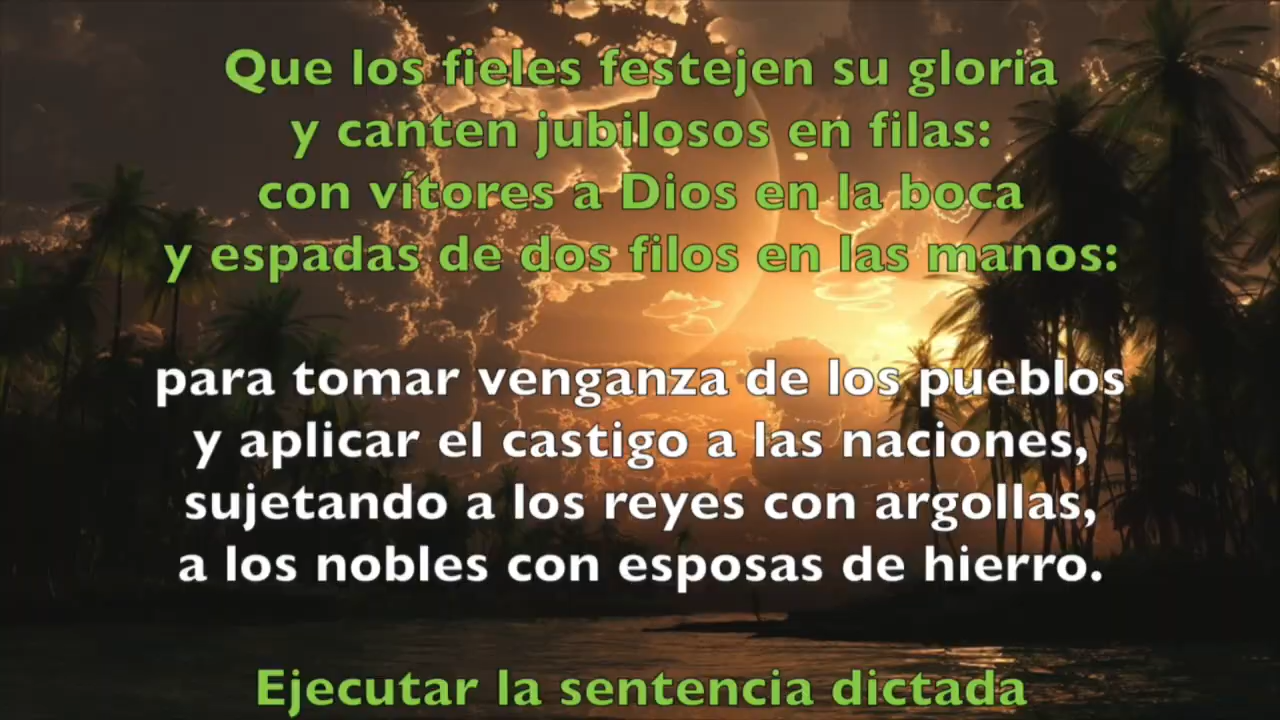 Que los fieles festejen su gloria
y canten jubilosos en filas:
con vítores a Dios en la boca
y espadas de dos filos en las manos:
para tomar venganza de los pueblos
y aplicar el castigo a las naciones,
sujetando a los reyes con argollas,
a los nobles con esposas de hierro.
Ejecutar la sentencia dictada